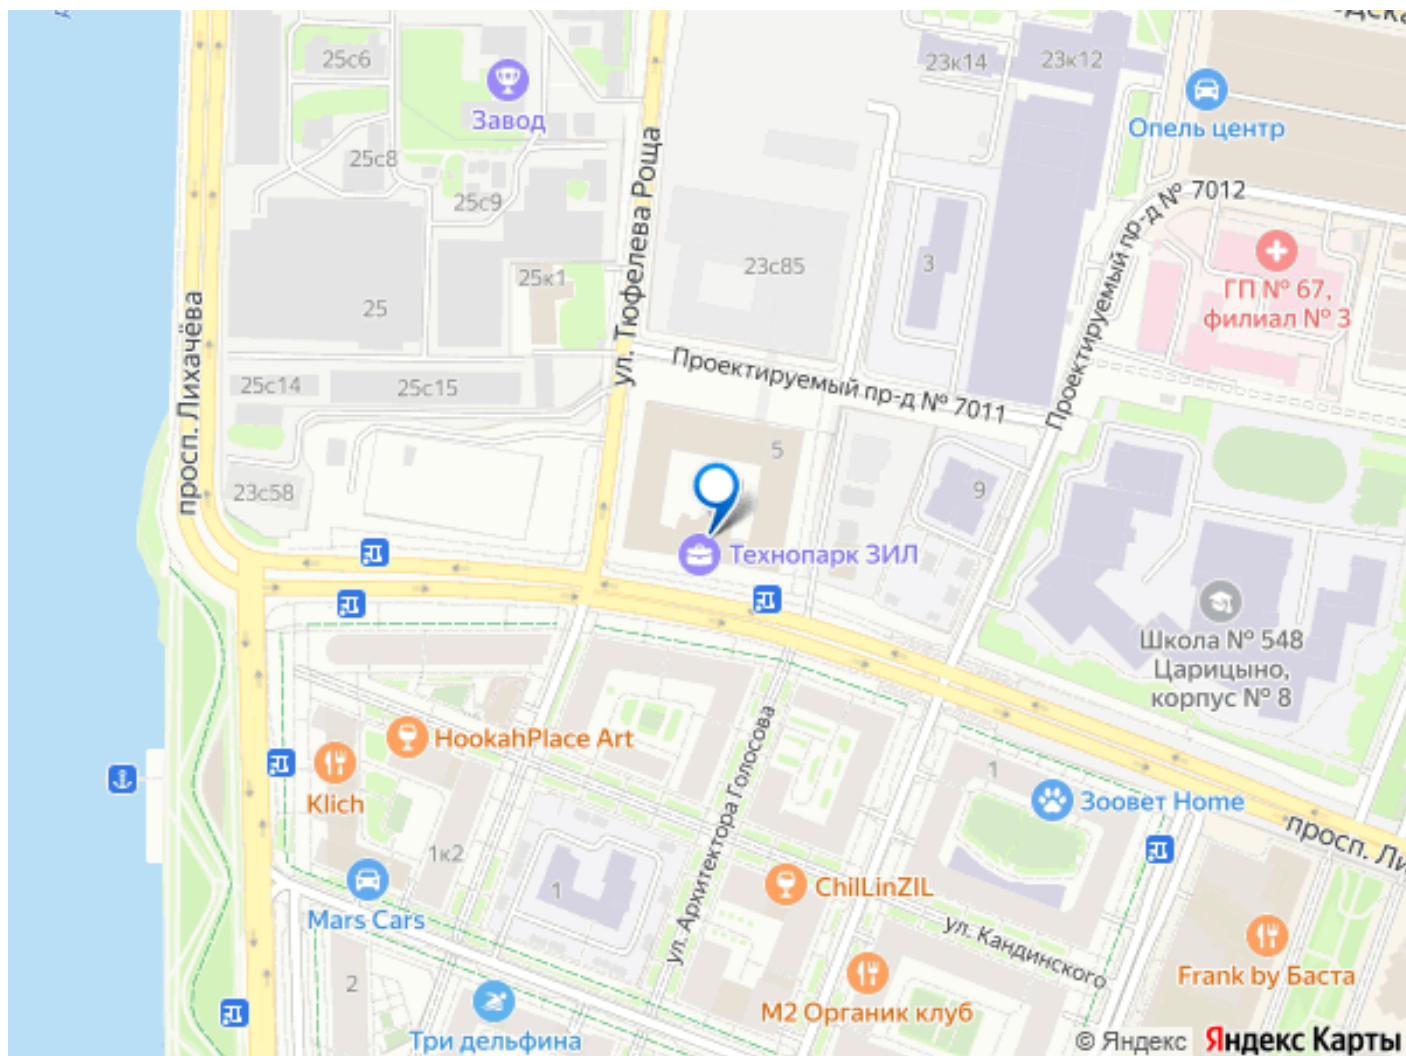 25с6
23к14
23к12
Завод
Опель центр
25с8
25с9
ул. Тюфелева Роща
Проектируемый пр-д № 7012
23с85
3
25к1
25
ГП № 67,
филиал № 3
просп. Лихачёва
25с14
25с15
Проектируемый пр-д № 7011
5
23с58
9
Технопарк ЗИЛ
Школа № 548
Царицыно,
корпус № 8
HookahPlace Art
Klich
ул. Архитектора Голосова
1
Зоовет Home
просп. Ли
1к2
1
ChilLinZIL
Mars Cars
ул. Кандинского
Frank by Баста
2
М2 Органик клуб
Три дельфина
© Яндекс Яндекс Карты